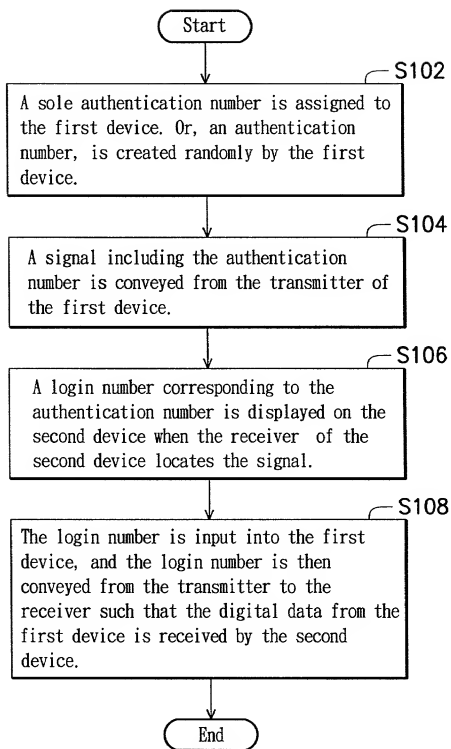 Start
S102
A sole authentication number is assigned to
the first device. Or, an authentication
number, is created randomly by the first
device.
S104
A signal including the authentication
number is conveyed from the transmitter of
the first device.
S106
A login number corresponding to the
authentication number is displayed on the
second device when the receiver of the
second device locates the signal.
S108
The login number is input into the first
device, and the login number is then
conveyed from the transmitter to the
receiver such that the digital data from the
first device is received by the second
device.
End